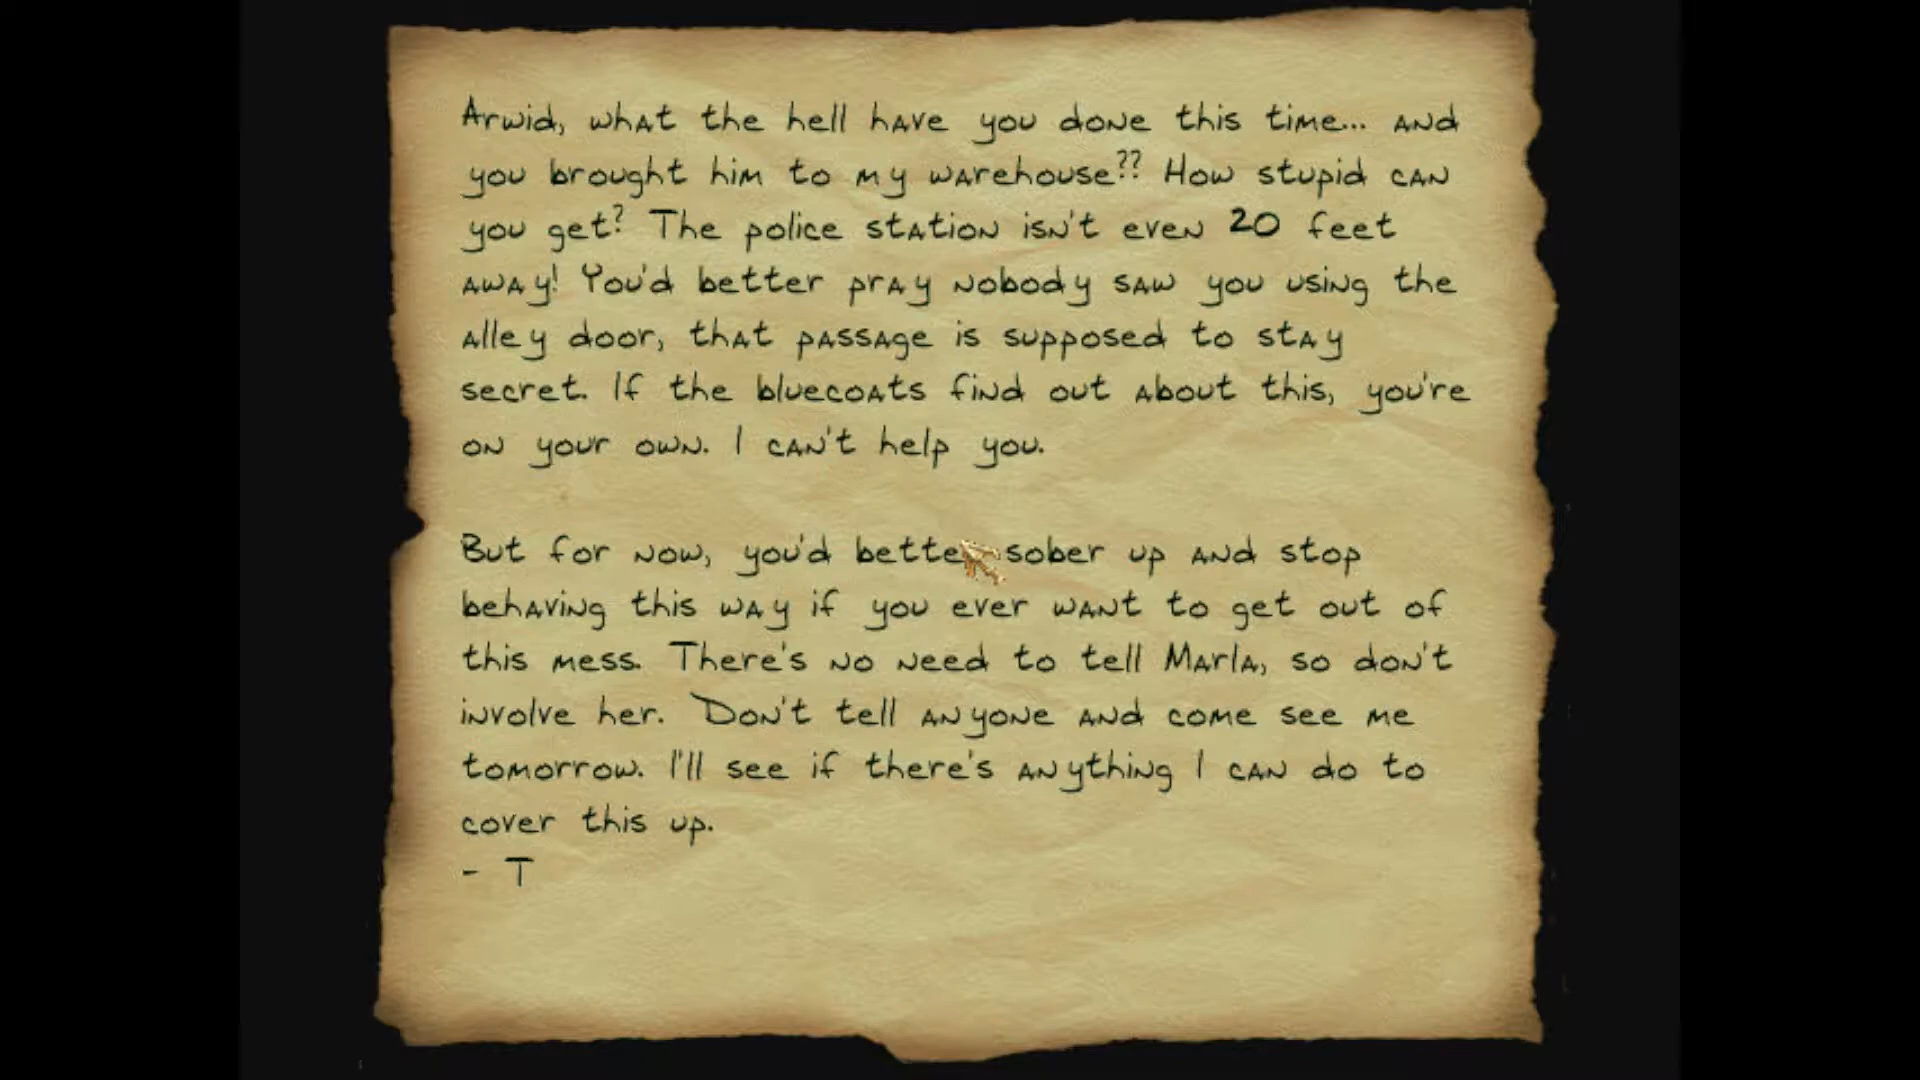 Arwid, what the hell have you done this time... and
you brought him to my warehouse?? How stupid can
you get? The police station isn't even 20 feet
away! You'd better pray nobody saw you using the
alley door, that passage is supposed to stay
secret. If the bluecoats find out about this, you're
on your own. I can't help you.
But for now, you'd bette sober up and stop
behaving this way if you ever want to get out of
this mess. There's no need to tell Marla, so don't
involve her. Don't tell anyone and come see me
tomorrow. I'll see if there's anything I can do to
cover this up.
- T